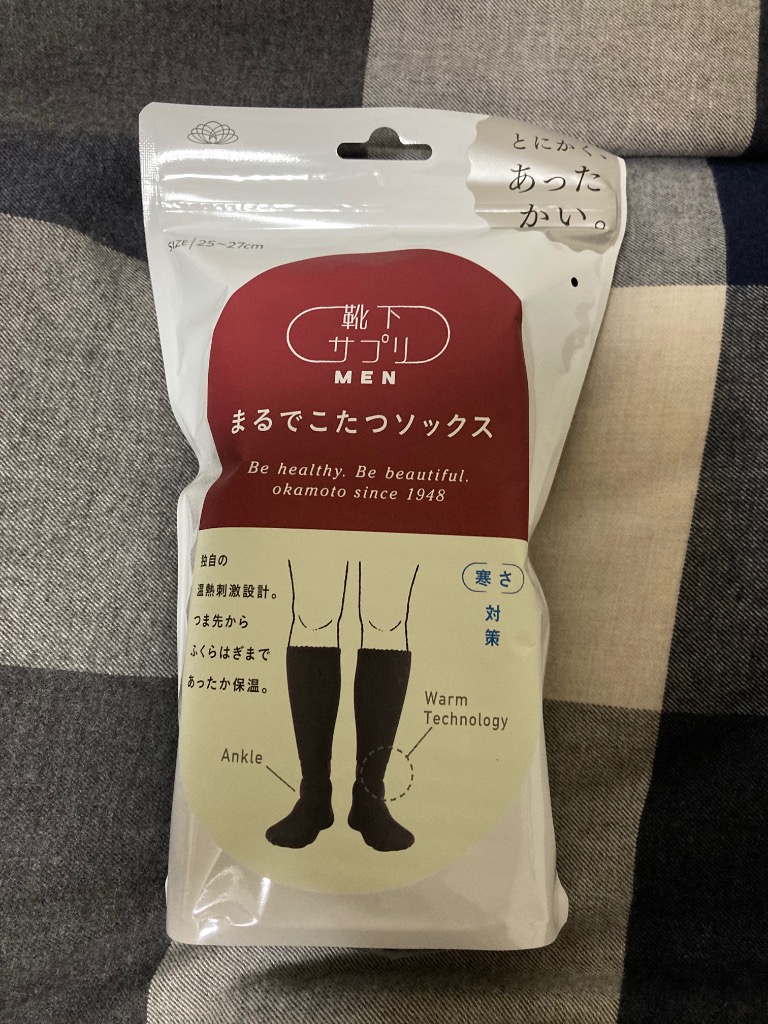 とにかく、
あった
かい。
SIZE / 25~27cm
靴下
サプリ
MEN
まるでこたつソックス
Be healthy. Be beautiful.
okamoto since 1948
独自の
温熱刺激設計。
つま先から
ふくらはぎまで
あったか保温。
寒さ
対
策
Warm
Technology
Ankle